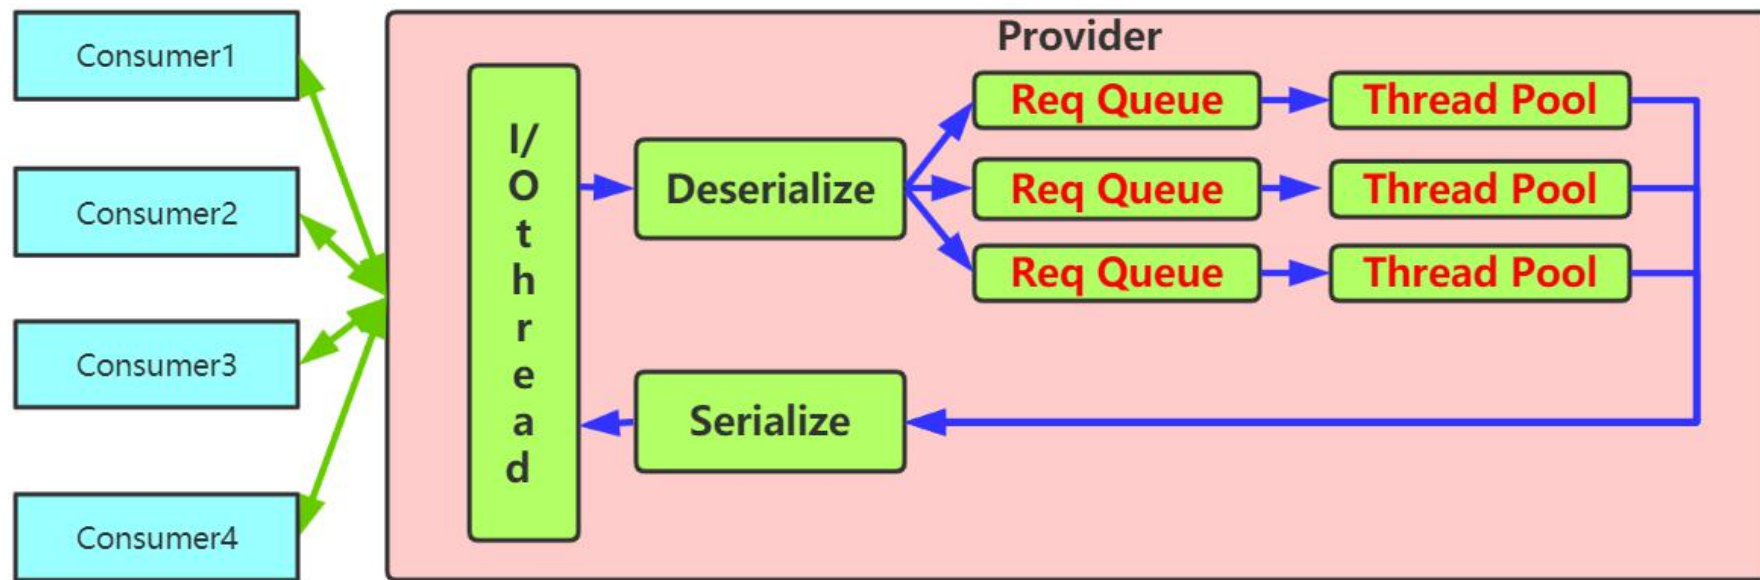 Consumer1
Consumer2
Consumer3
Consumer4
Provider
I/
O
t
h
r
e
a
d
Deserialize
Req Queue
Thread Pool
Req Queue
Thread Pool
Req Queue
Thread Pool
Serialize